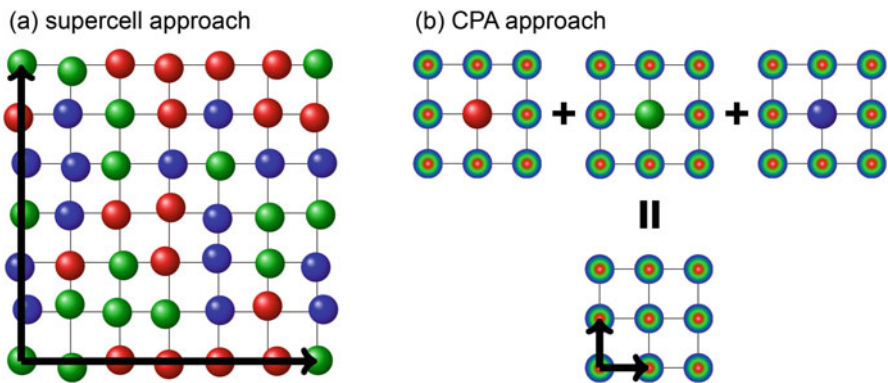 (a) supercell approach
(b) CPA approach
+ +
=